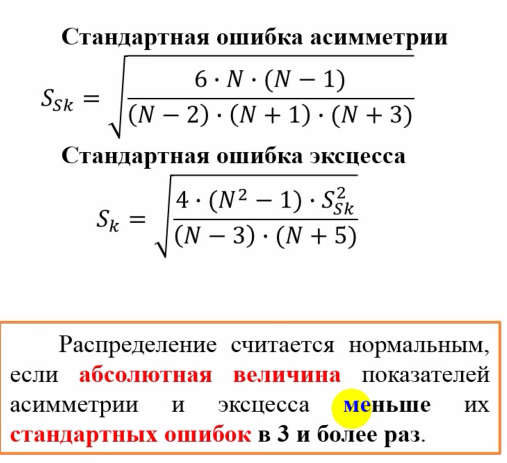 Стандартная ошибка асимметрии
S_{Sk} = \sqrt{\frac{6 \cdot N \cdot (N - 1)}{(N - 2) \cdot (N + 1) \cdot (N + 3)}}
Стандартная ошибка эксцесса
S_k = \sqrt{\frac{4 \cdot (N^2 - 1) \cdot S_{Sk}^2}{(N - 3) \cdot (N + 5)}}
Распределение считается нормальным,
если абсолютная величина показателей
асимметрии и эксцесса меньше их
стандартных ошибок в 3 и более раз.